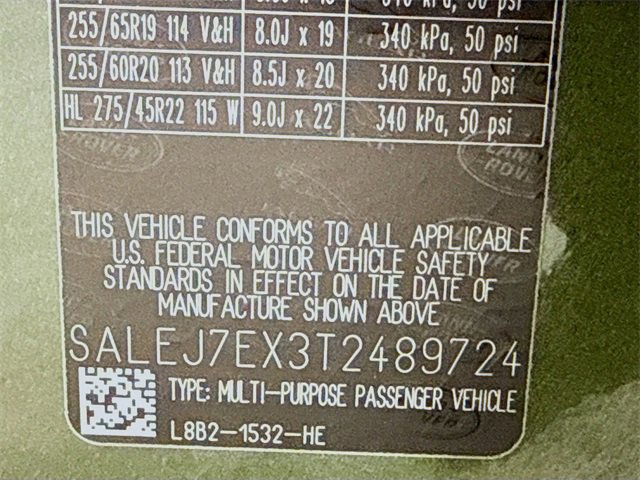 255/65R19 114 V&H 8.0J x 19 340 kPa, 50 psi
255/60R20 113 V&H 8.5J x 20 340 kPa, 50 psi
HL 275/45R22 115 W 9.0J x 22 340 kPa, 50 psi
LAND ROVER
THIS VEHICLE CONFORMS TO ALL APPLICABLE
U.S. FEDERAL MOTOR VEHICLE SAFETY
STANDARDS IN EFFECT ON THE DATE OF
MANUFACTURE SHOWN ABOVE
SALEJ7EX3T2489724
TYPE: MULTI-PURPOSE PASSENGER VEHICLE
L8B2-1532-HE